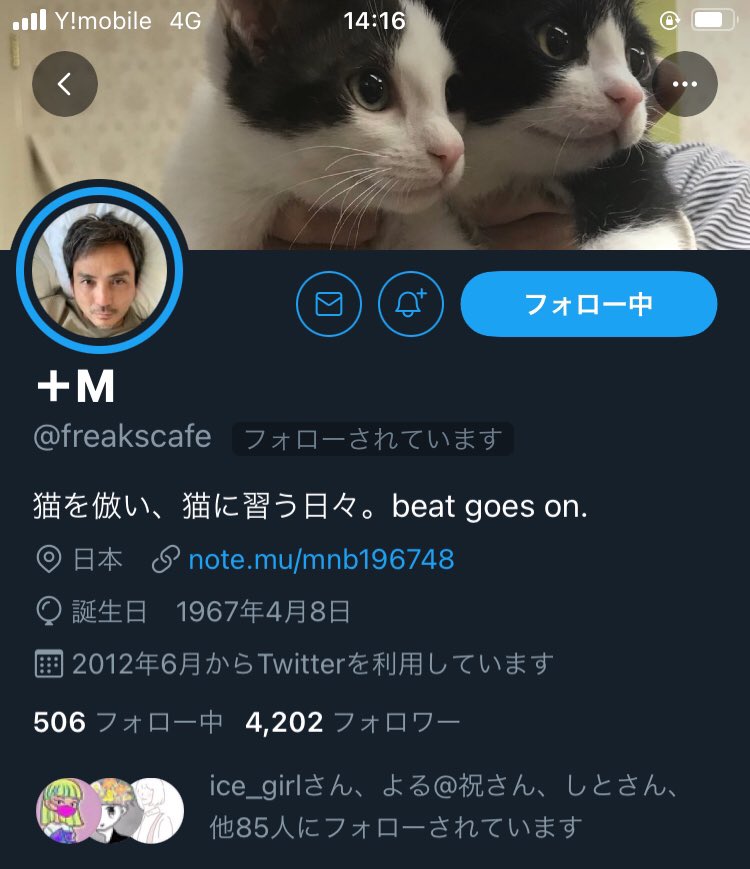 Y!mobile 4G 14:16
フォロー中
+M
@freakscafe フォローされています
猫を倣い、猫に習う日々。beat goes on.
日本 note.mu/mnb196748
誕生日 1967年4月8日
2012年6月からTwitterを利用しています
506 フォロー中 4,202 フォロワー
ice_girlさん、よる@祝さん、しとさん、
他85人にフォローされています